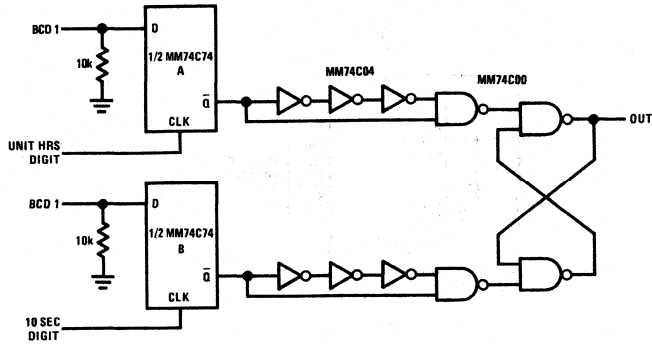 BCD 1
D
1/2 MM74C74
A
10k
Q
CLK
MM74C04
MM74C00
OUT
UNIT HRS
DIGIT
BCD 1
D
1/2 MM74C74
B
10k
Q
CLK
10 SEC
DIGIT